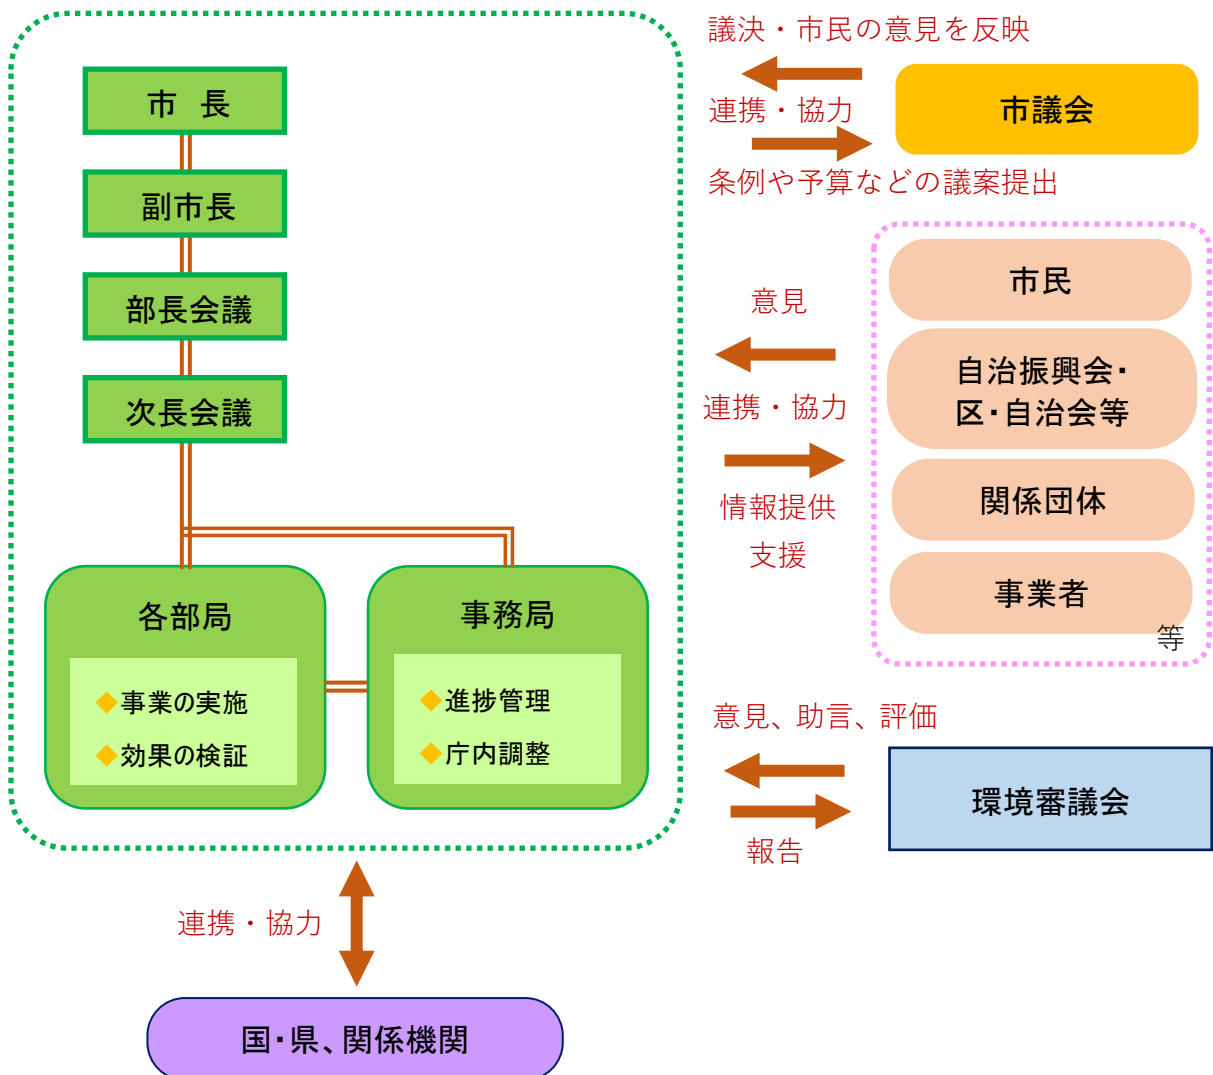 市　長
副市長
部長会議
次長会議
各部局
◆事業の実施
◆効果の検証
事務局
◆進捗管理
◆庁内調整
議決・市民の意見を反映
連携・協力
条例や予算などの議案提出
市議会
意見
連携・協力
情報提供
支援
市民
自治振興会・
区・自治会等
関係団体
事業者
等
意見、助言、評価
報告
環境審議会
連携・協力
国・県、関係機関